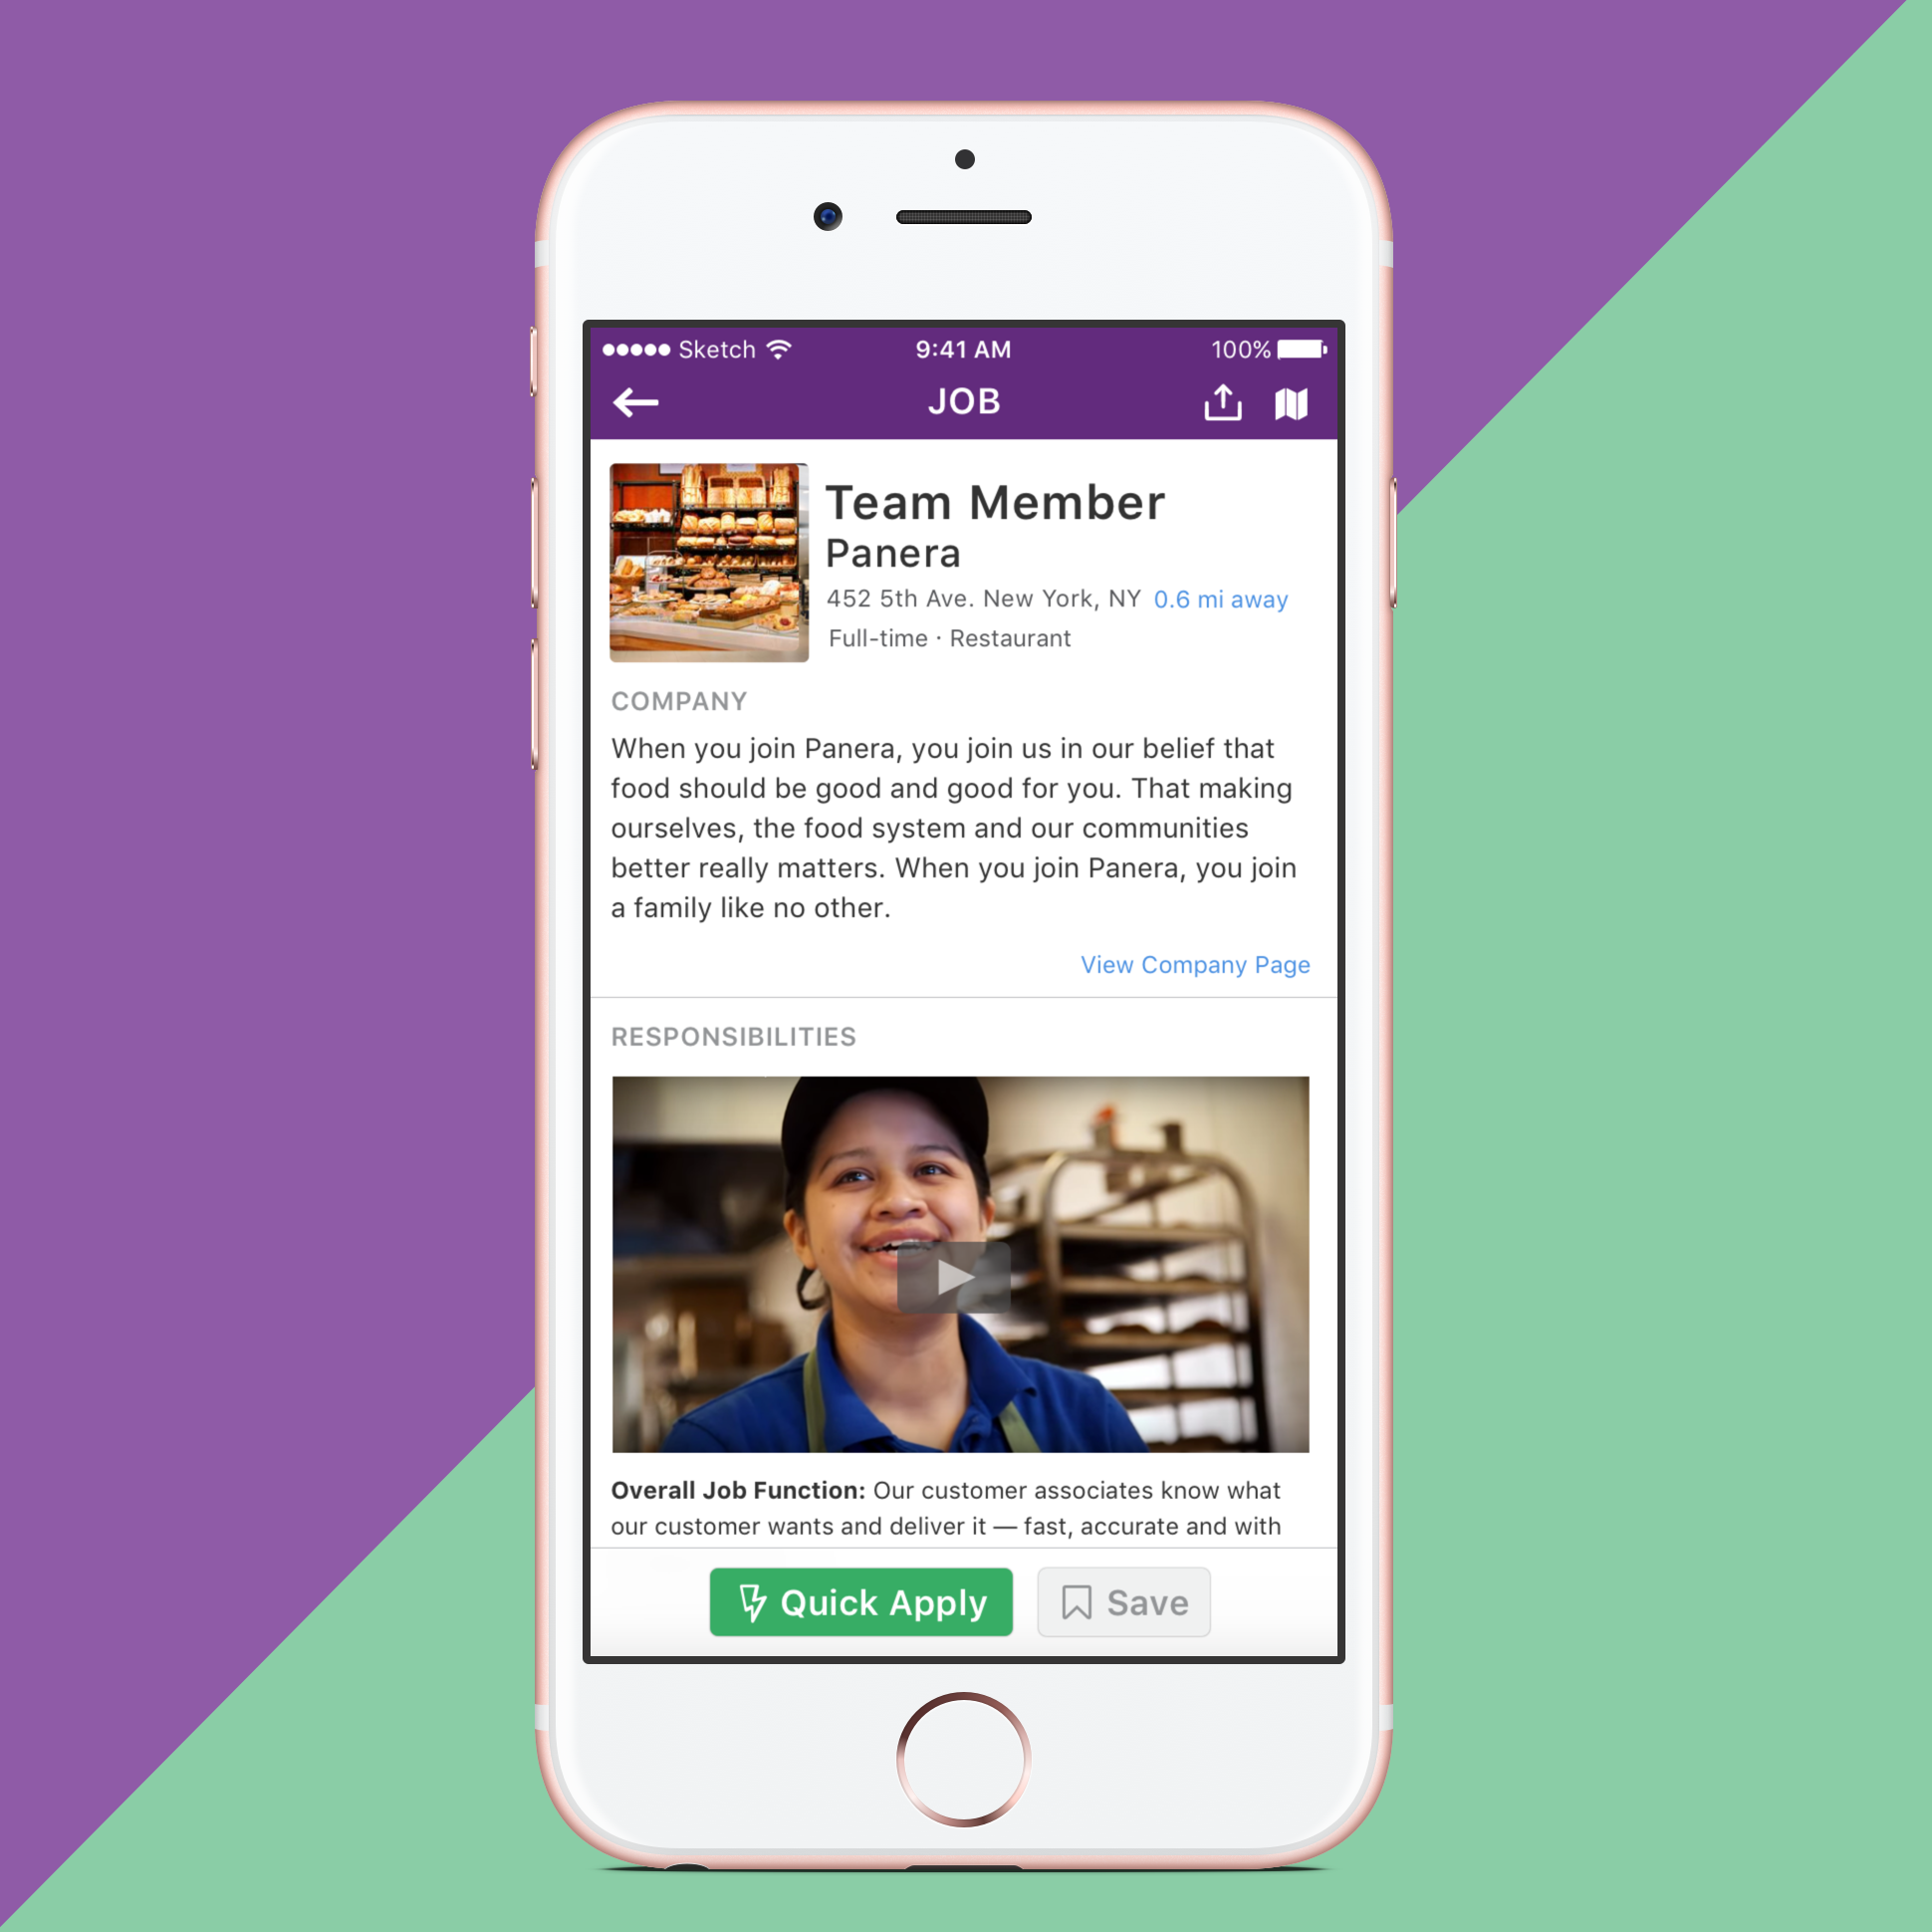 Sketch 9:41 AM 100%
JOB
Team Member
Panera
452 5th Ave. New York, NY 0.6 mi away
Full-time · Restaurant
COMPANY
When you join Panera, you join us in our belief that
food should be good and good for you. That making
ourselves, the food system and our communities
better really matters. When you join Panera, you join
a family like no other.
View Company Page
RESPONSIBILITIES
Overall Job Function: Our customer associates know what
our customer wants and deliver it — fast, accurate and with
Quick Apply Save